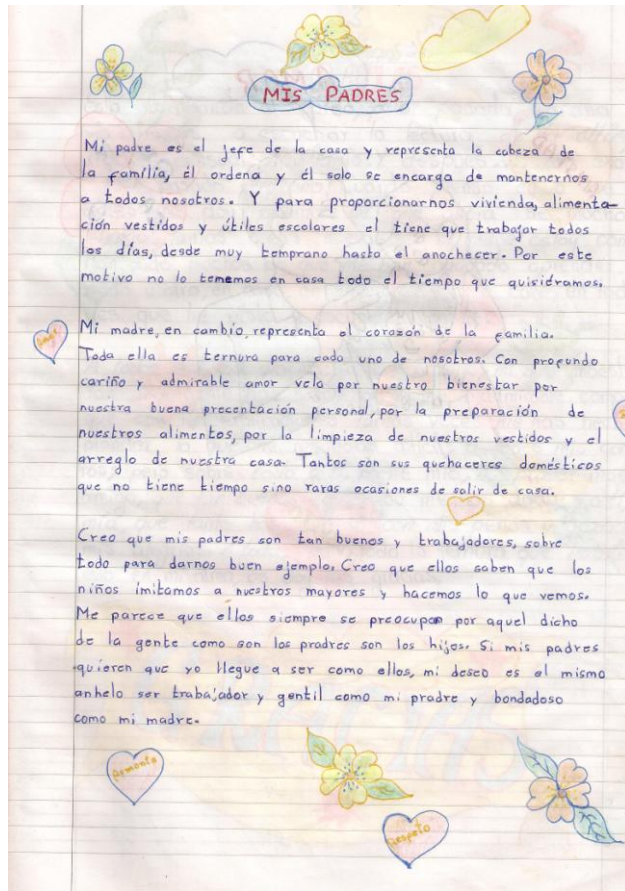 MIS PADRES
Mi padre es el jefe de la casa y representa la cabeza de
la familia, él ordena y él solo se encarga de mantenernos
a todos nosotros. Y para proporcionarnos vivienda, alimenta-
ción vestidos y útiles escolares el tiene que trabajar todos
los días, desde muy temprano hasta el anochecer. Por este
motivo no lo tenemos en casa todo el tiempo que quisiéramos.
Mi madre, en cambio, representa el corazón de la familia.
Toda ella es ternura para cada uno de nosotros. Con profundo
cariño y admirable amor vela por nuestro bienestar por
nuestra buena precentación personal, por la preparación de
nuestros alimentos, por la limpieza de nuestros vestidos y el
arreglo de nuestra casa. Tantos son sus quehaceres domésticos
que no tiene tiempo sino raras ocasiones de salir de casa.
Creo que mis padres son tan buenos y trabajadores, sobre
todo para darnos buen ejemplo. Creo que ellos saben que los
niños imitamos a nuestros mayores y hacemos lo que vemos.
Me parece que ellos siempre se preocupan por aquel dicho
de la gente como son los pradres son los hijos. Si mis padres
quieren que yo llegue a ser como ellos, mi deseo es el mismo
anhelo ser trabajador y gentil como mi pradre y bondadoso
como mi madre.
Armonía
Respeto